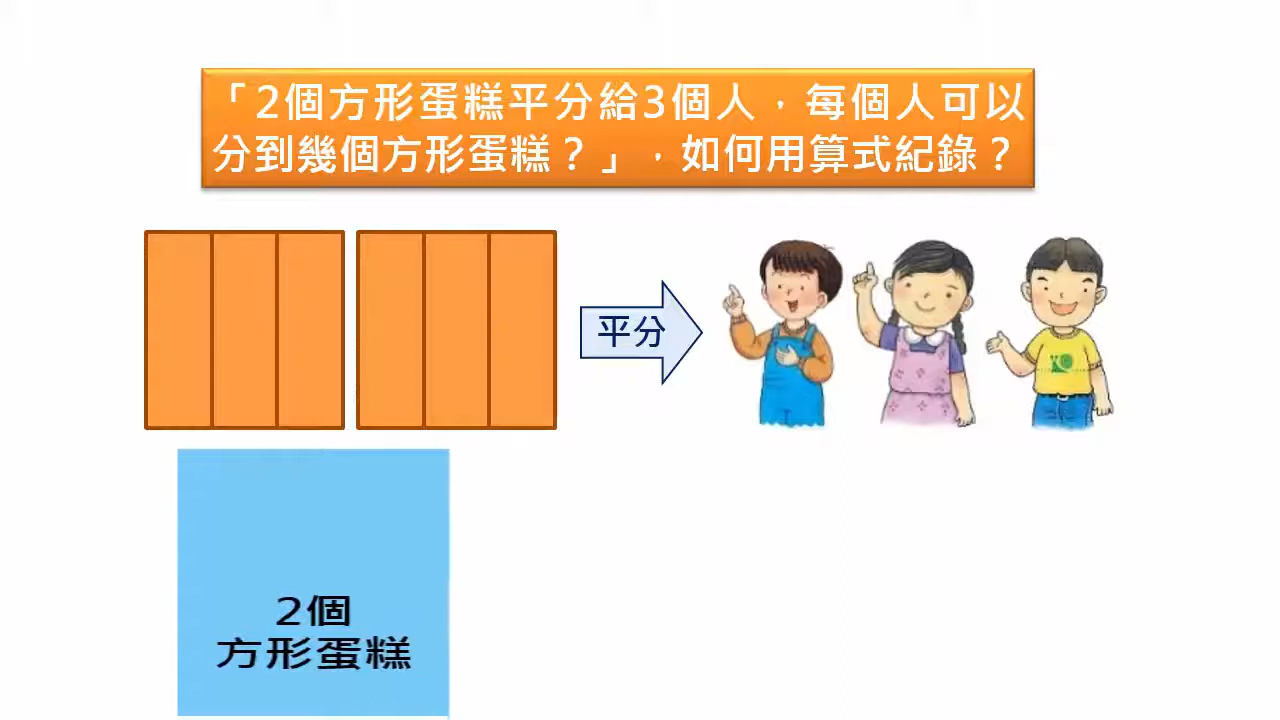 「2個方形蛋糕平分給3個人，每個人可以
分到幾個方形蛋糕？」，如何用算式紀錄？
平分
2個
方形蛋糕